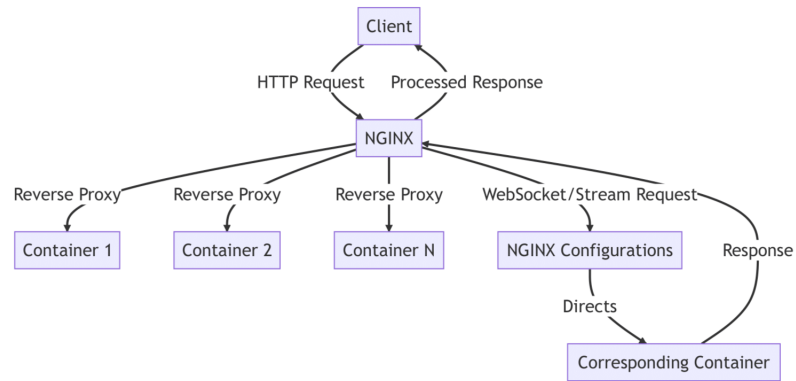 Client
HTTP Request
Processed Response
NGINX
Reverse Proxy
Reverse Proxy
Reverse Proxy
WebSocket/Stream Request
Container 1
Container 2
Container N
NGINX Configurations
Response
Directs
Corresponding Container